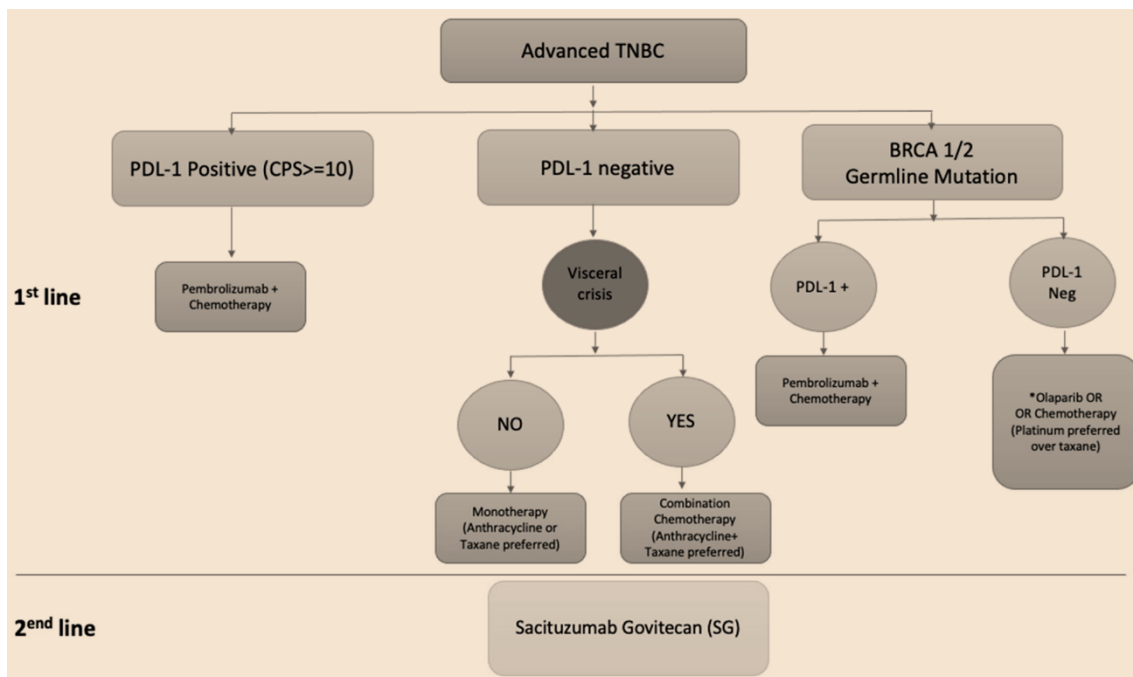 Advanced TNBC
PDL-1 Positive (CPS>=10)
PDL-1 negative
BRCA 1/2
Germline Mutation
1st line
Pembrolizumab +
Chemotherapy
Visceral
crisis
PDL-1 +
PDL-1
Neg
NO
YES
Pembrolizumab +
Chemotherapy
*Olaparib OR
OR Chemotherapy
(Platinum preferred
over taxane)
Monotherapy
(Anthracycline or
Taxane preferred)
Combination
Chemotherapy
(Anthracycline+
Taxane preferred)
2end line
Sacituzumab Govitecan (SG)